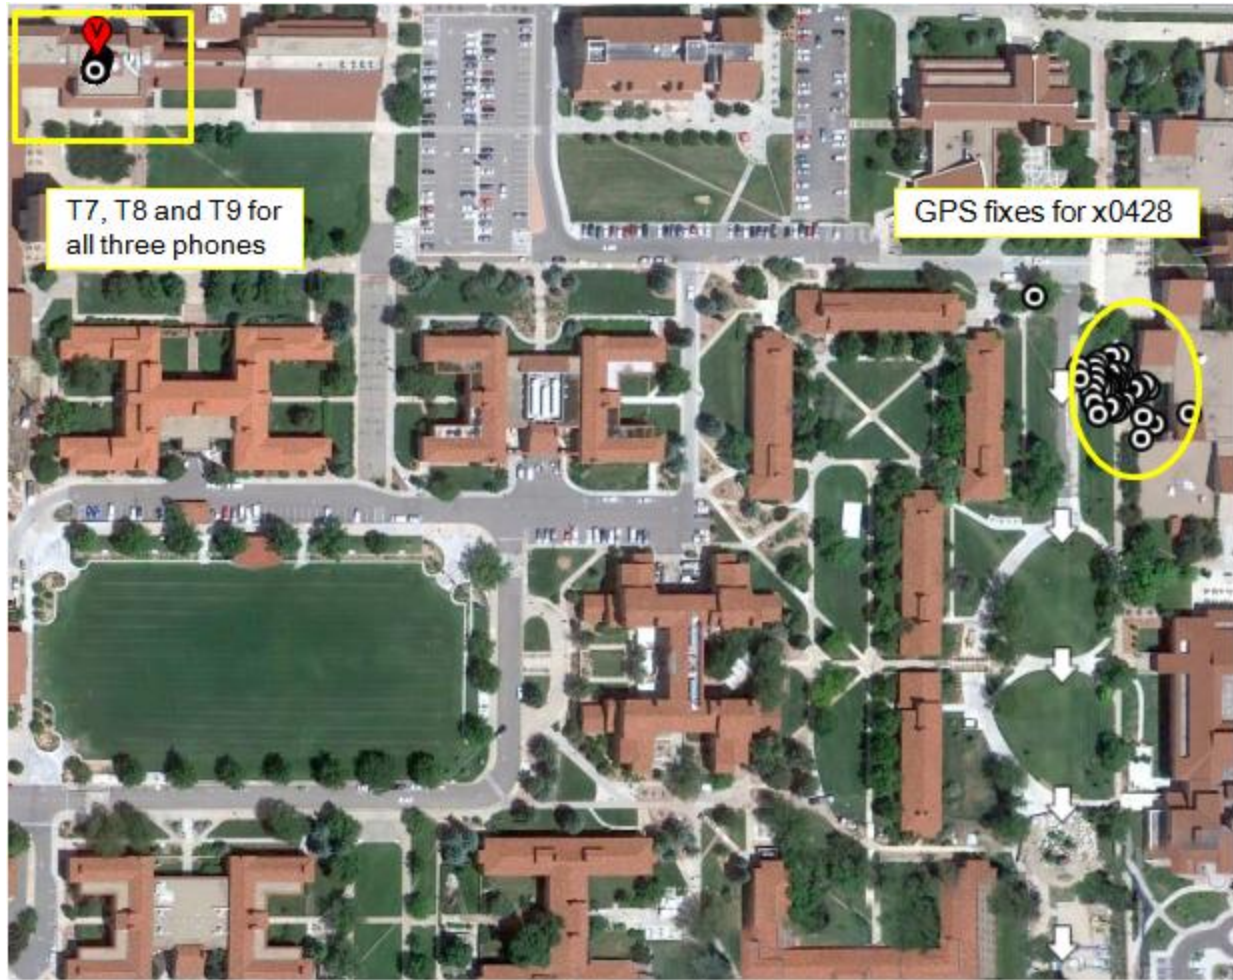 T7, T8 and T9 for
all three phones
GPS fixes for x0428